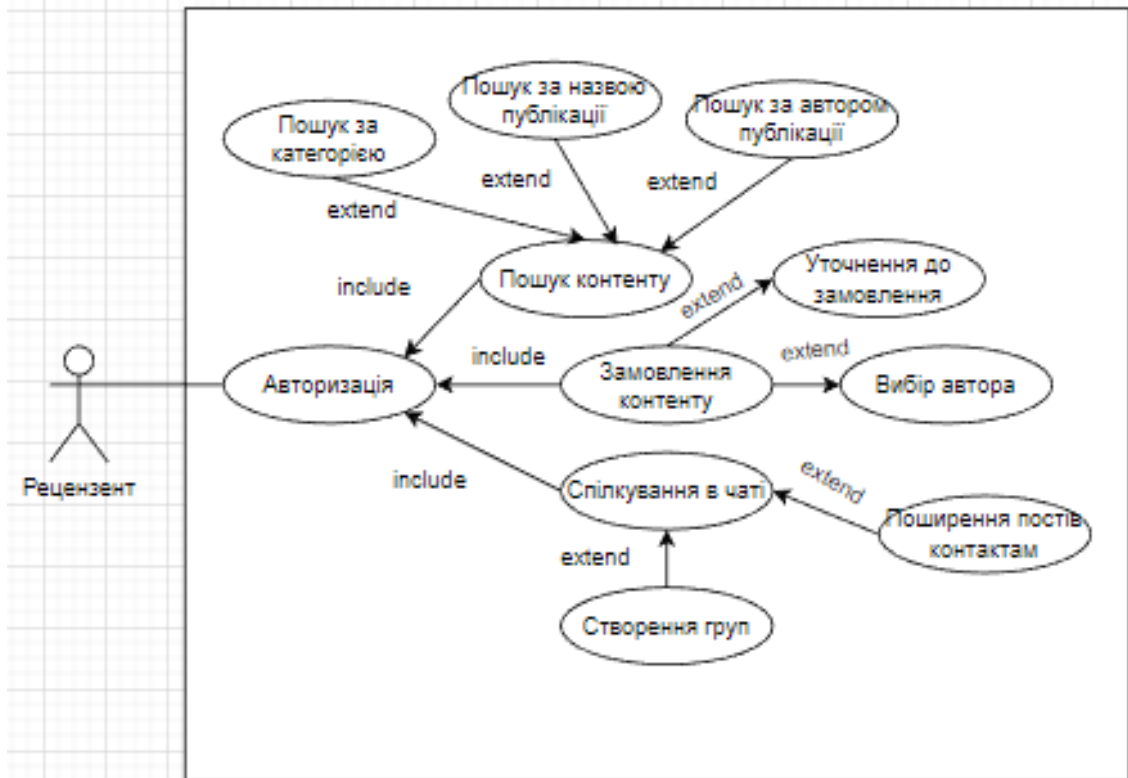 Пошук за назвою
публікації
Пошук за автором
публікації
Пошук за
категорією
extend
extend
extend
Пошук контенту
Уточнення до
замовлення
include
extend
include
extend
Авторизація
Замовлення
контенту
Вибір автора
Рецензент
include
Спілкування в чаті
extend
Поширення постів
контактам
extend
Створення груп